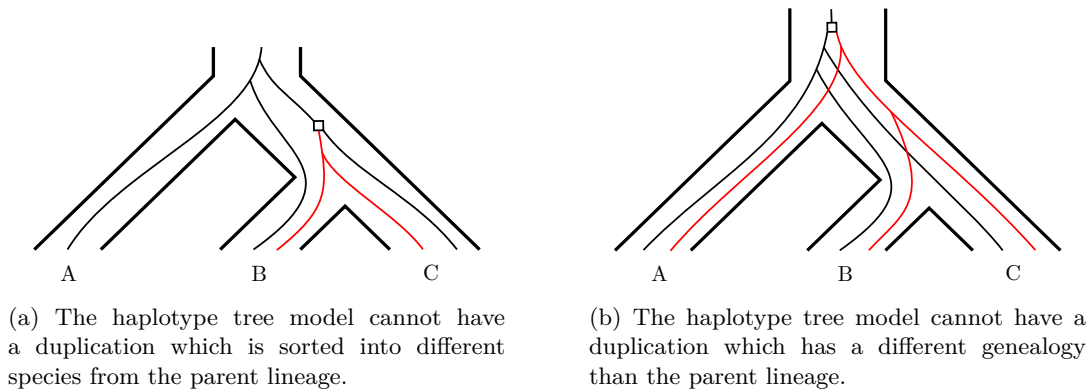 A B C
A B C
(a) The haplotype tree model cannot have
a duplication which is sorted into different
species from the parent lineage.
(b) The haplotype tree model cannot have a
duplication which has a different genealogy
than the parent lineage.